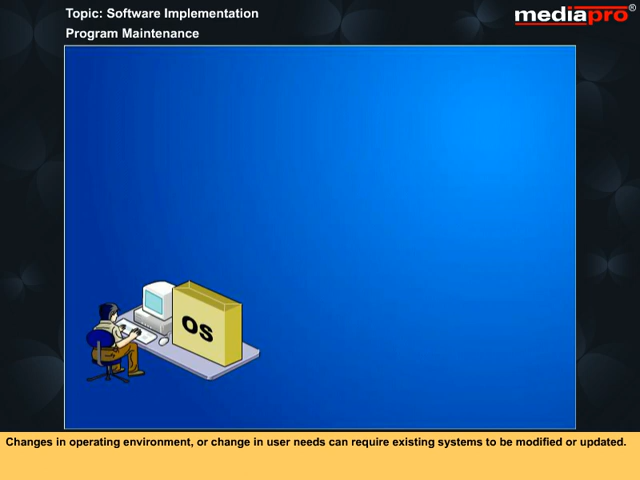 Topic: Software Implementation
Program Maintenance
mediapro®
OS
Changes in operating environment, or change in user needs can require existing systems to be modified or updated.